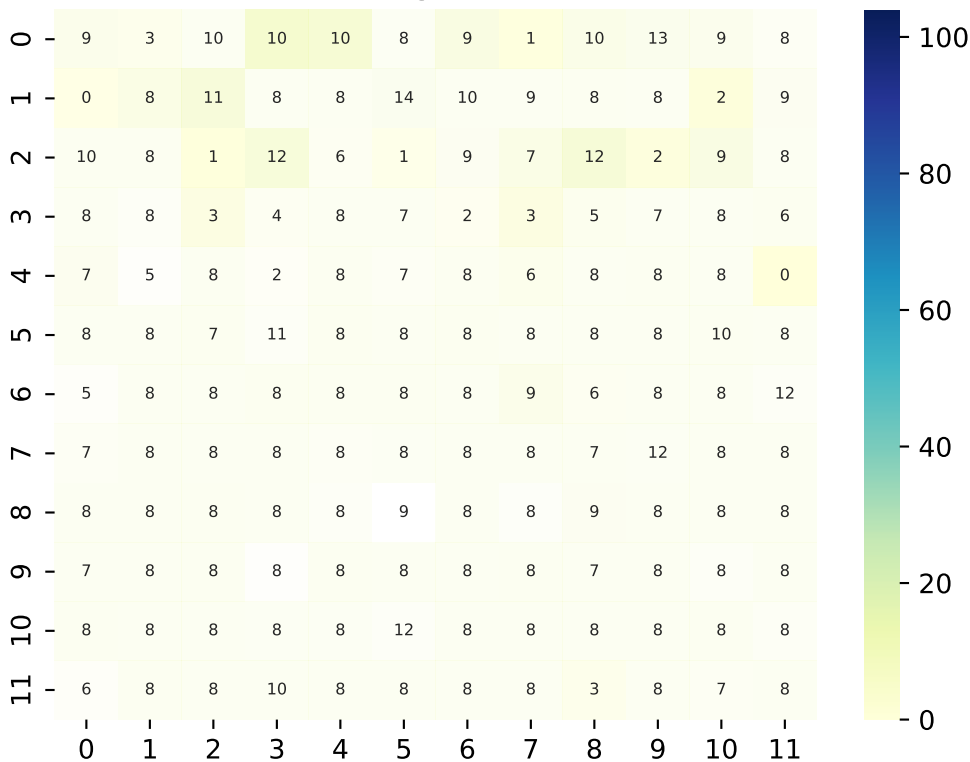 0 9 3 10 10 10 8 9 1 10 13 9 8
1 0 8 11 8 8 14 10 9 8 8 2 9
2 10 8 1 12 6 1 9 7 12 2 9 8
3 8 8 3 4 8 7 2 3 5 7 8 6
4 7 5 8 2 8 7 8 6 8 8 8 0
5 8 8 7 11 8 8 8 8 8 8 10 8
6 5 8 8 8 8 8 8 9 6 8 8 12
7 7 8 8 8 8 8 8 8 7 12 8 8
8 8 8 8 8 8 9 8 8 9 8 8 8
9 7 8 8 8 8 8 8 8 7 8 8 8
10 8 8 8 8 8 12 8 8 8 8 8 8
11 6 8 8 10 8 8 8 8 3 8 7 8
0 1 2 3 4 5 6 7 8 9 10 11
100
80
60
40
20
0